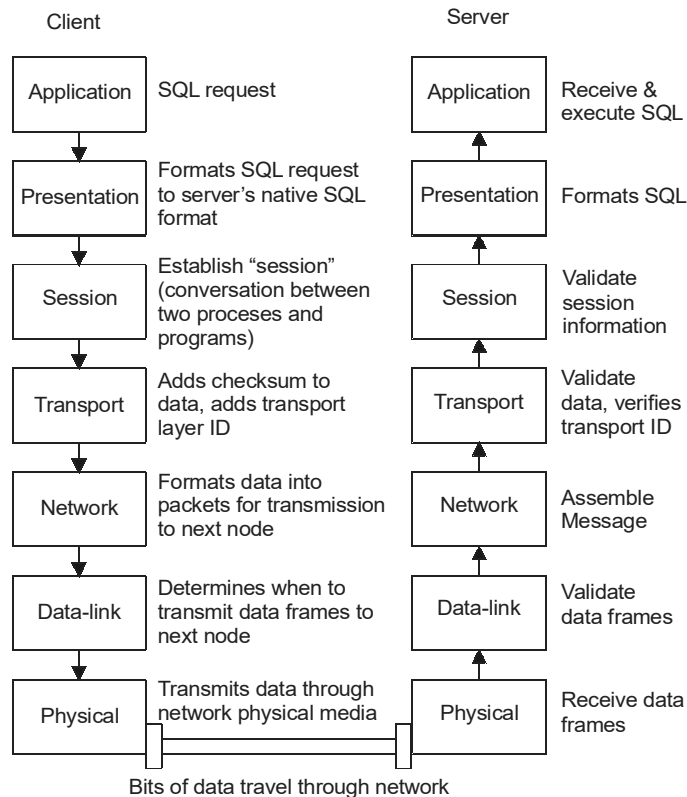 Client
Server
Application
SQL request
Application
Receive &
execute SQL
Presentation
Formats SQL request
to server's native SQL
format
Presentation
Formats SQL
Session
Establish “session”
(conversation between
two proceses and
programs)
Session
Validate
session
information
Transport
Adds checksum to
data, adds transport
layer ID
Transport
Validate
data, verifies
transport ID
Network
Formats data into
packets for transmission
to next node
Network
Assemble
Message
Data-link
Determines when to
transmit data frames to
next node
Data-link
Validate
data frames
Physical
Transmits data through
network physical media
Physical
Receive data
frames
Bits of data travel through network